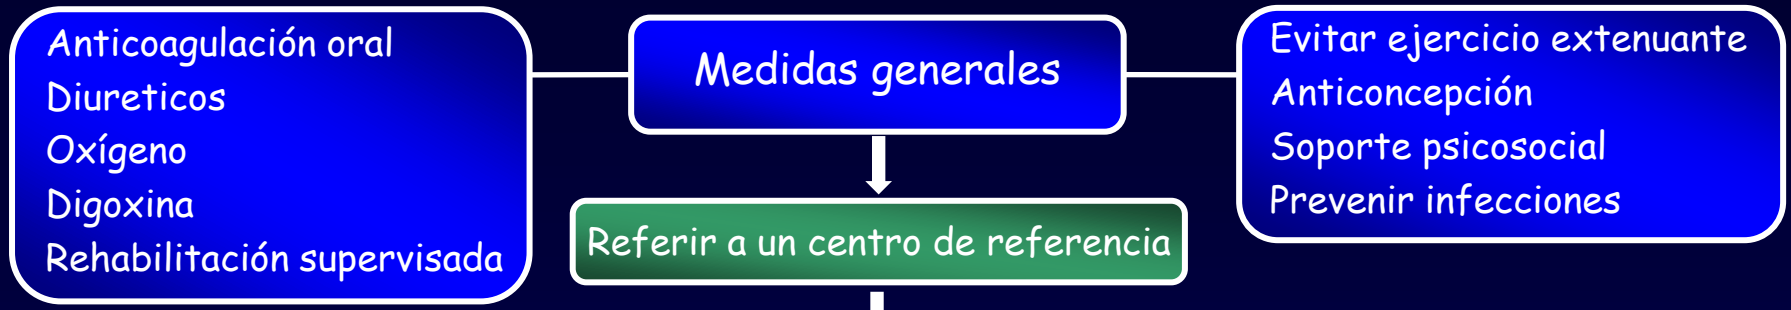 Anticoagulación oral
Diureticos
Oxígeno
Digoxina
Rehabilitación supervisada
Medidas generales
Evitar ejercicio extenuante
Anticoncepción
Soporte psicosocial
Prevenir infecciones
Referir a un centro de referencia